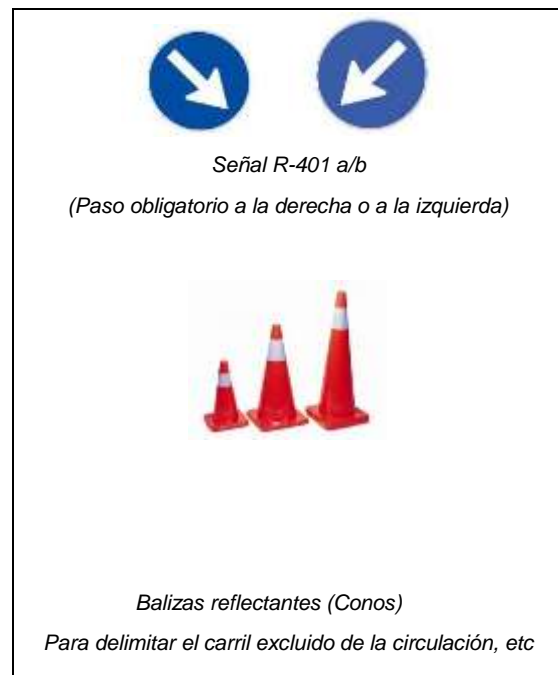 Señal R-401 a/b
(Paso obligatorio a la derecha o a la izquierda)
Balizas reflectantes (Conos)
Para delimitar el carril excluido de la circulación, etc